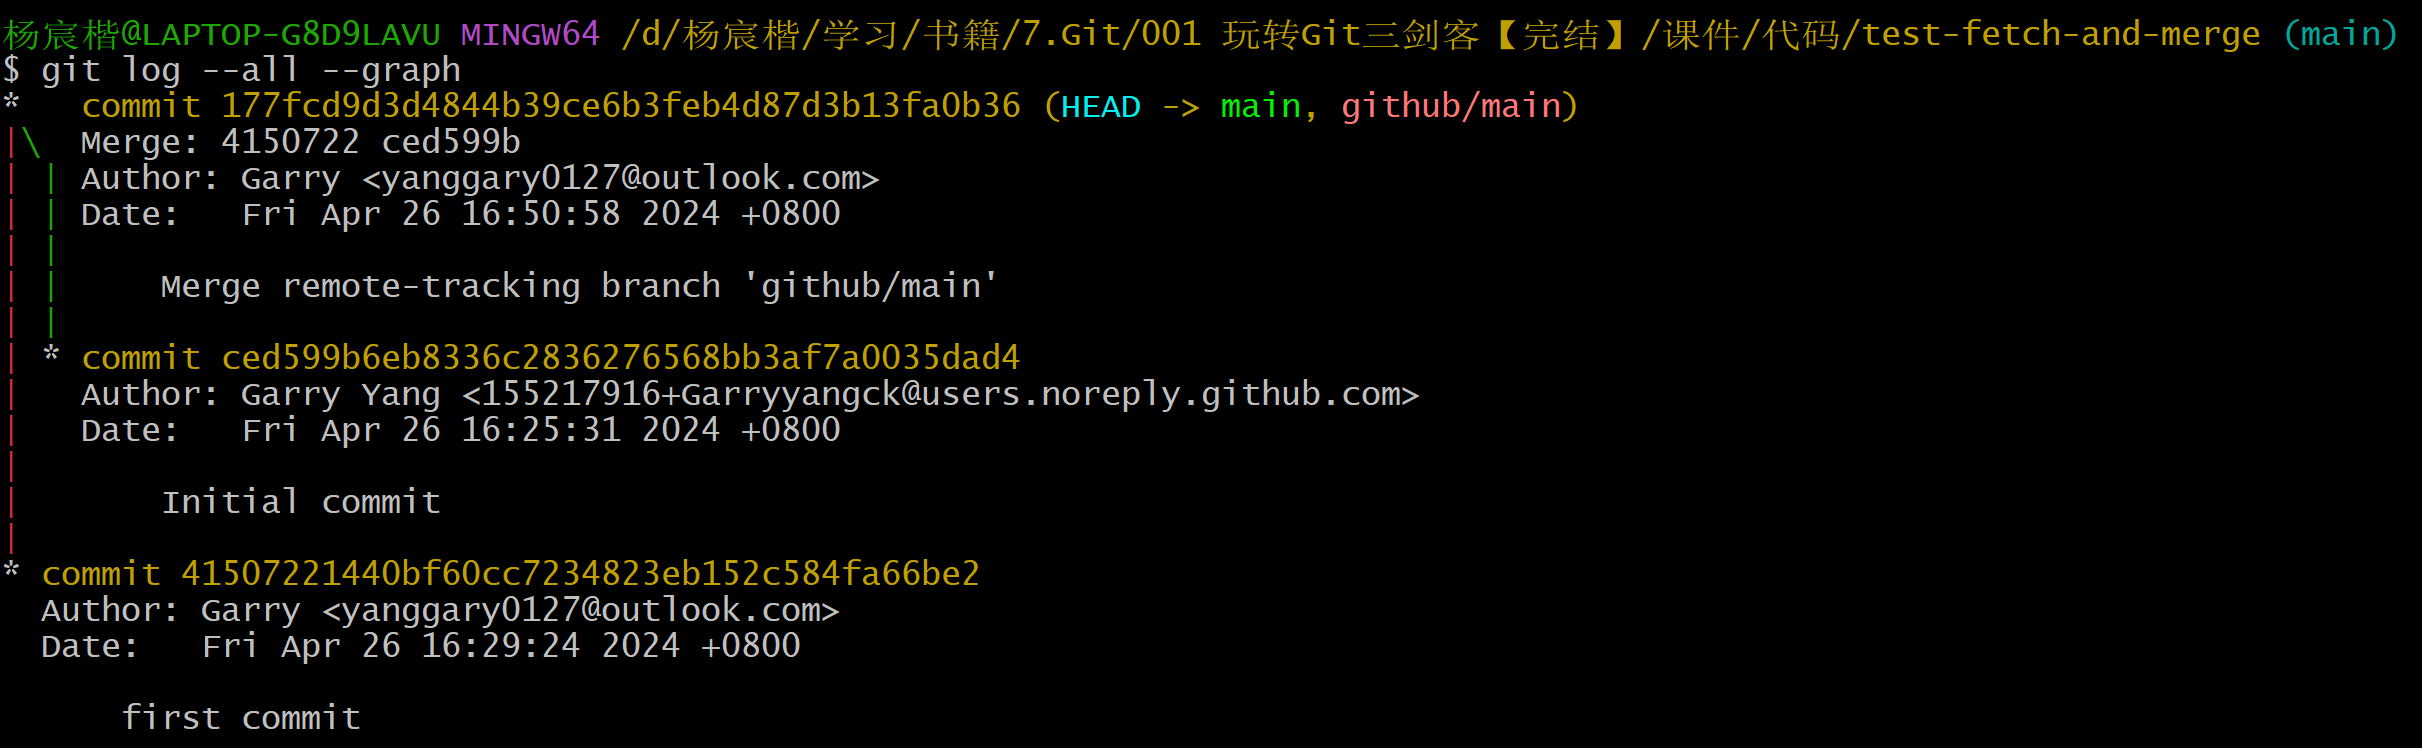 杨宸楷@LAPTOP-G8D9LAVU MINGW64 /d/杨宸楷/学习/书籍/7.Git/001 玩转Git三剑客【完结】/课件/代码/test-fetch-and-merge (main)
$ git log --all --graph
*   commit 177fcd9d3d4844b39ce6b3feb4d87d3b13fa0b36 (HEAD -> main, github/main)
|\  Merge: 4150722 ced599b
| | Author: Garry <yanggary0127@outlook.com>
| | Date:   Fri Apr 26 16:50:58 2024 +0800
| |
| |     Merge remote-tracking branch 'github/main'
| |
| * commit ced599b6eb8336c2836276568bb3af7a0035dad4
|   Author: Garry Yang <155217916+Garryyangck@users.noreply.github.com>
|   Date:   Fri Apr 26 16:25:31 2024 +0800
|
|       Initial commit
|
* commit 41507221440bf60cc7234823eb152c584fa66be2
  Author: Garry <yanggary0127@outlook.com>
  Date:   Fri Apr 26 16:29:24 2024 +0800
      first commit